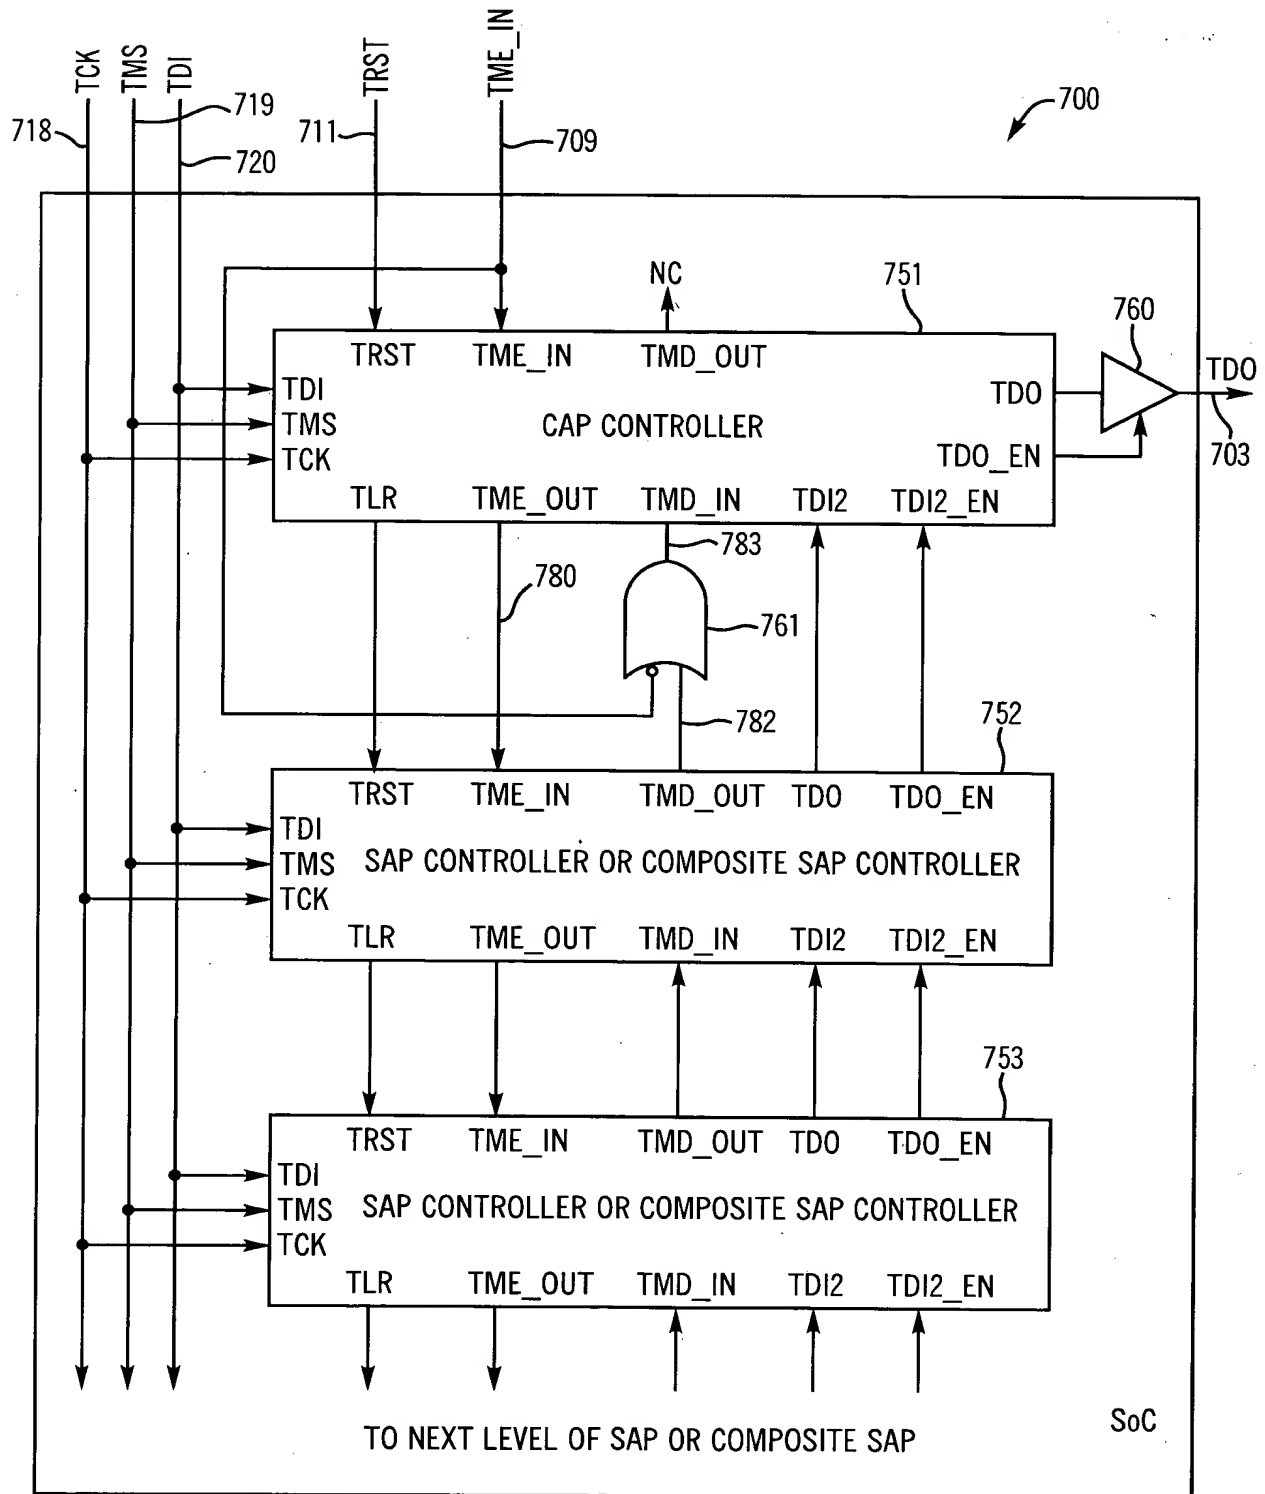 TCK
TMS
TDI
TRST
TME_IN
718
719
720
711
709
700
NC
751
760
TRST TME_IN TMD_OUT
TDI
TMS
TCK
CAP CONTROLLER
TDO
TDO_EN
TDO
703
TLR TME_OUT TMD_IN TDI2 TDI2_EN
783
780
761
782
752
TRST TME_IN TMD_OUT TDO TDO_EN
TDI
TMS SAP CONTROLLER OR COMPOSITE SAP CONTROLLER
TCK
TLR TME_OUT TMD_IN TDI2 TDI2_EN
753
TRST TME_IN TMD_OUT TDO TDO_EN
TDI
TMS SAP CONTROLLER OR COMPOSITE SAP CONTROLLER
TCK
TLR TME_OUT TMD_IN TDI2 TDI2_EN
SoC
TO NEXT LEVEL OF SAP OR COMPOSITE SAP